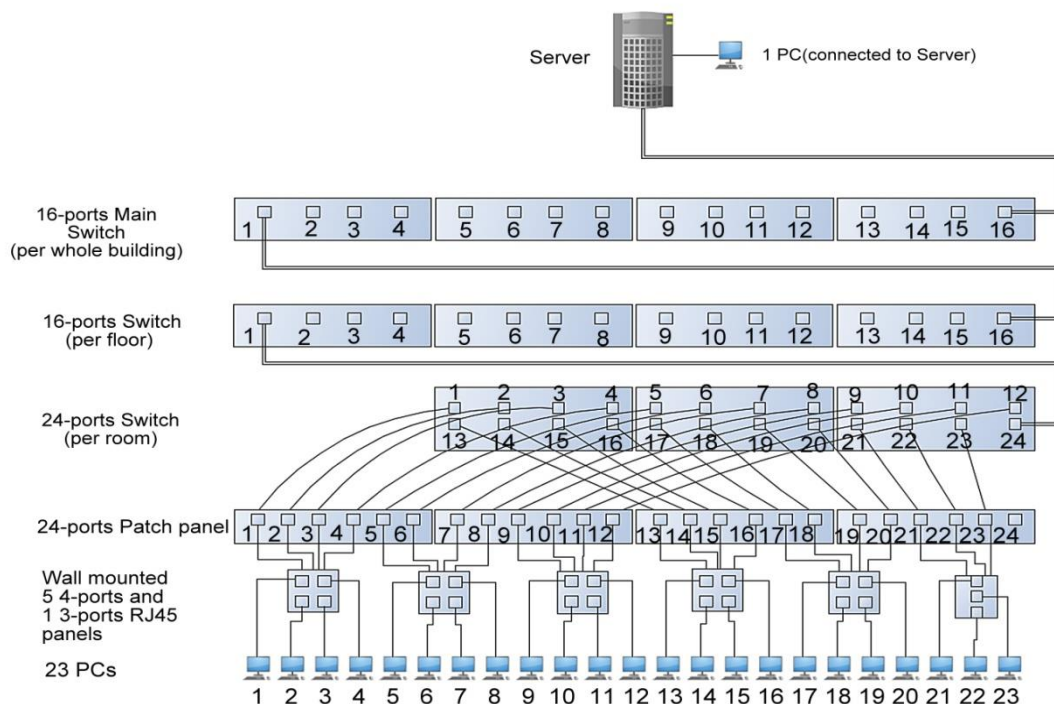 Server
1 PC(connected to Server)
16-ports Main
Switch
(per whole building)
1 2 3 4 5 6 7 8 9 10 11 12 13 14 15 16
16-ports Switch
(per floor)
1 2 3 4 5 6 7 8 9 10 11 12 13 14 15 16
24-ports Switch
(per room)
1 2 3 4 5 6 7 8 9 10 11 12
13 14 15 16 17 18 19 20 21 22 23 24
24-ports Patch panel
1 2 3 4 5 6 7 8 9 10 11 12 13 14 15 16 17 18 19 20 21 22 23 24
Wall mounted
5 4-ports and
1 3-ports RJ45
panels
23 PCs
1 2 3 4 5 6 7 8 9 10 11 12 13 14 15 16 17 18 19 20 21 22 23